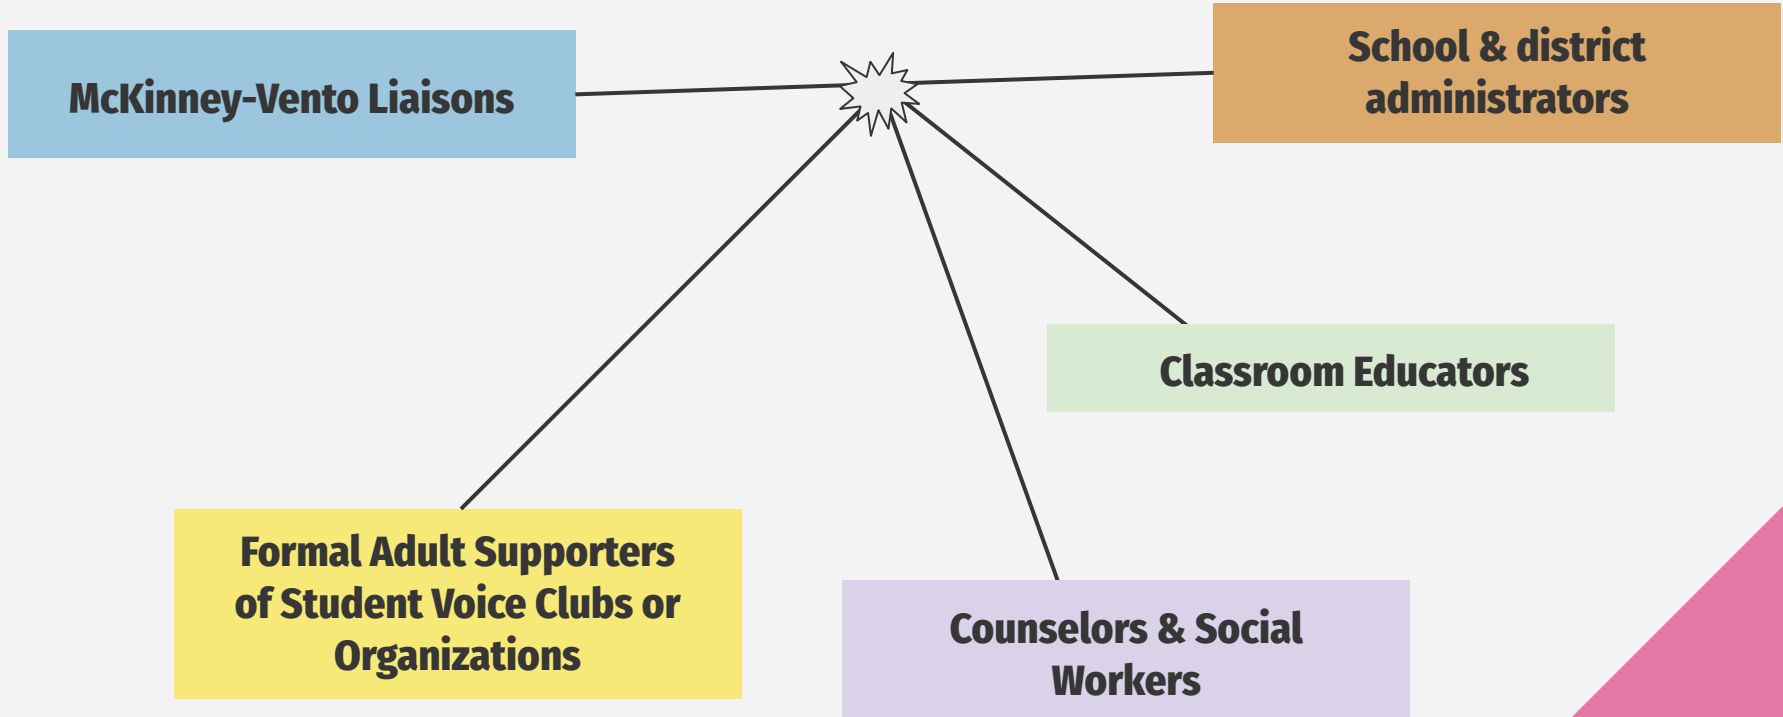 McKinney-Vento Liaisons
School & district
administrators
Classroom Educators
Formal Adult Supporters
of Student Voice Clubs or
Organizations
Counselors & Social
Workers